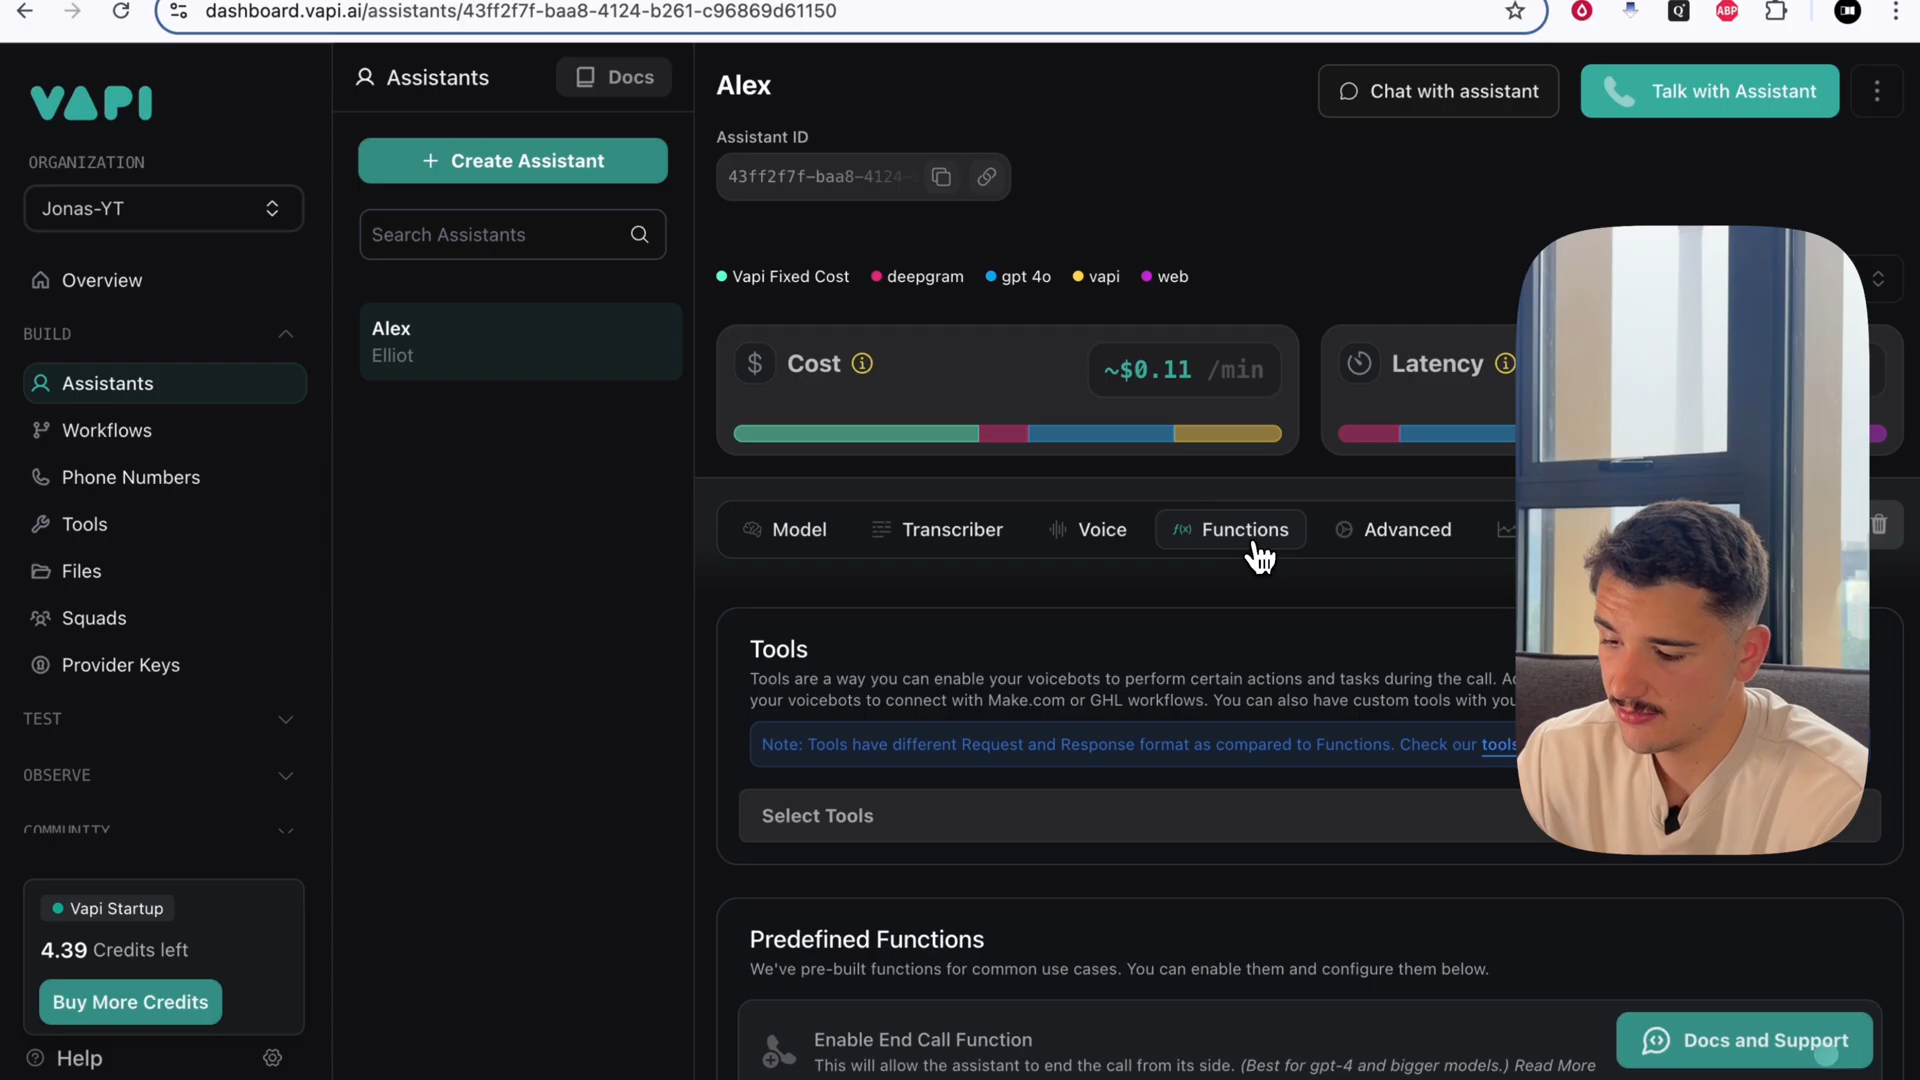 dashboard.vapi.ai/assistants/43ff2f7f-baa8-4124-b261-c96869d61150
ABP
VAPI
ORGANIZATION
Jonas-YT
Overview
BUILD
Assistants
Workflows
Phone Numbers
Tools
Files
Squads
Provider Keys
TEST
OBSERVE
COMMUNITY
Vapi Startup
4.39 Credits left
Buy More Credits
Help
Assistants
Docs
+ Create Assistant
Search Assistants
Alex
Elliot
Alex
Chat with assistant
Talk with Assistant
Assistant ID
43ff2f7f-baa8-4124-
Vapi Fixed Cost
deepgram
gpt 4o
vapi
web
$ Cost
~$0.11 /min
Latency
Model
Transcriber
Voice
f(x) Functions
Advanced
Tools
Tools are a way you can enable your voicebots to perform certain actions and tasks during the call.
your voicebots to connect with Make.com or GHL workflows. You can also have custom tools with
Note: Tools have different Request and Response format as compared to Functions. Check our tools
Select Tools
Predefined Functions
We've pre-built functions for common use cases. You can enable them and configure them below.
Enable End Call Function
This will allow the assistant to end the call from its side. (Best for gpt-4 and bigger models.) Read More
Docs and Support